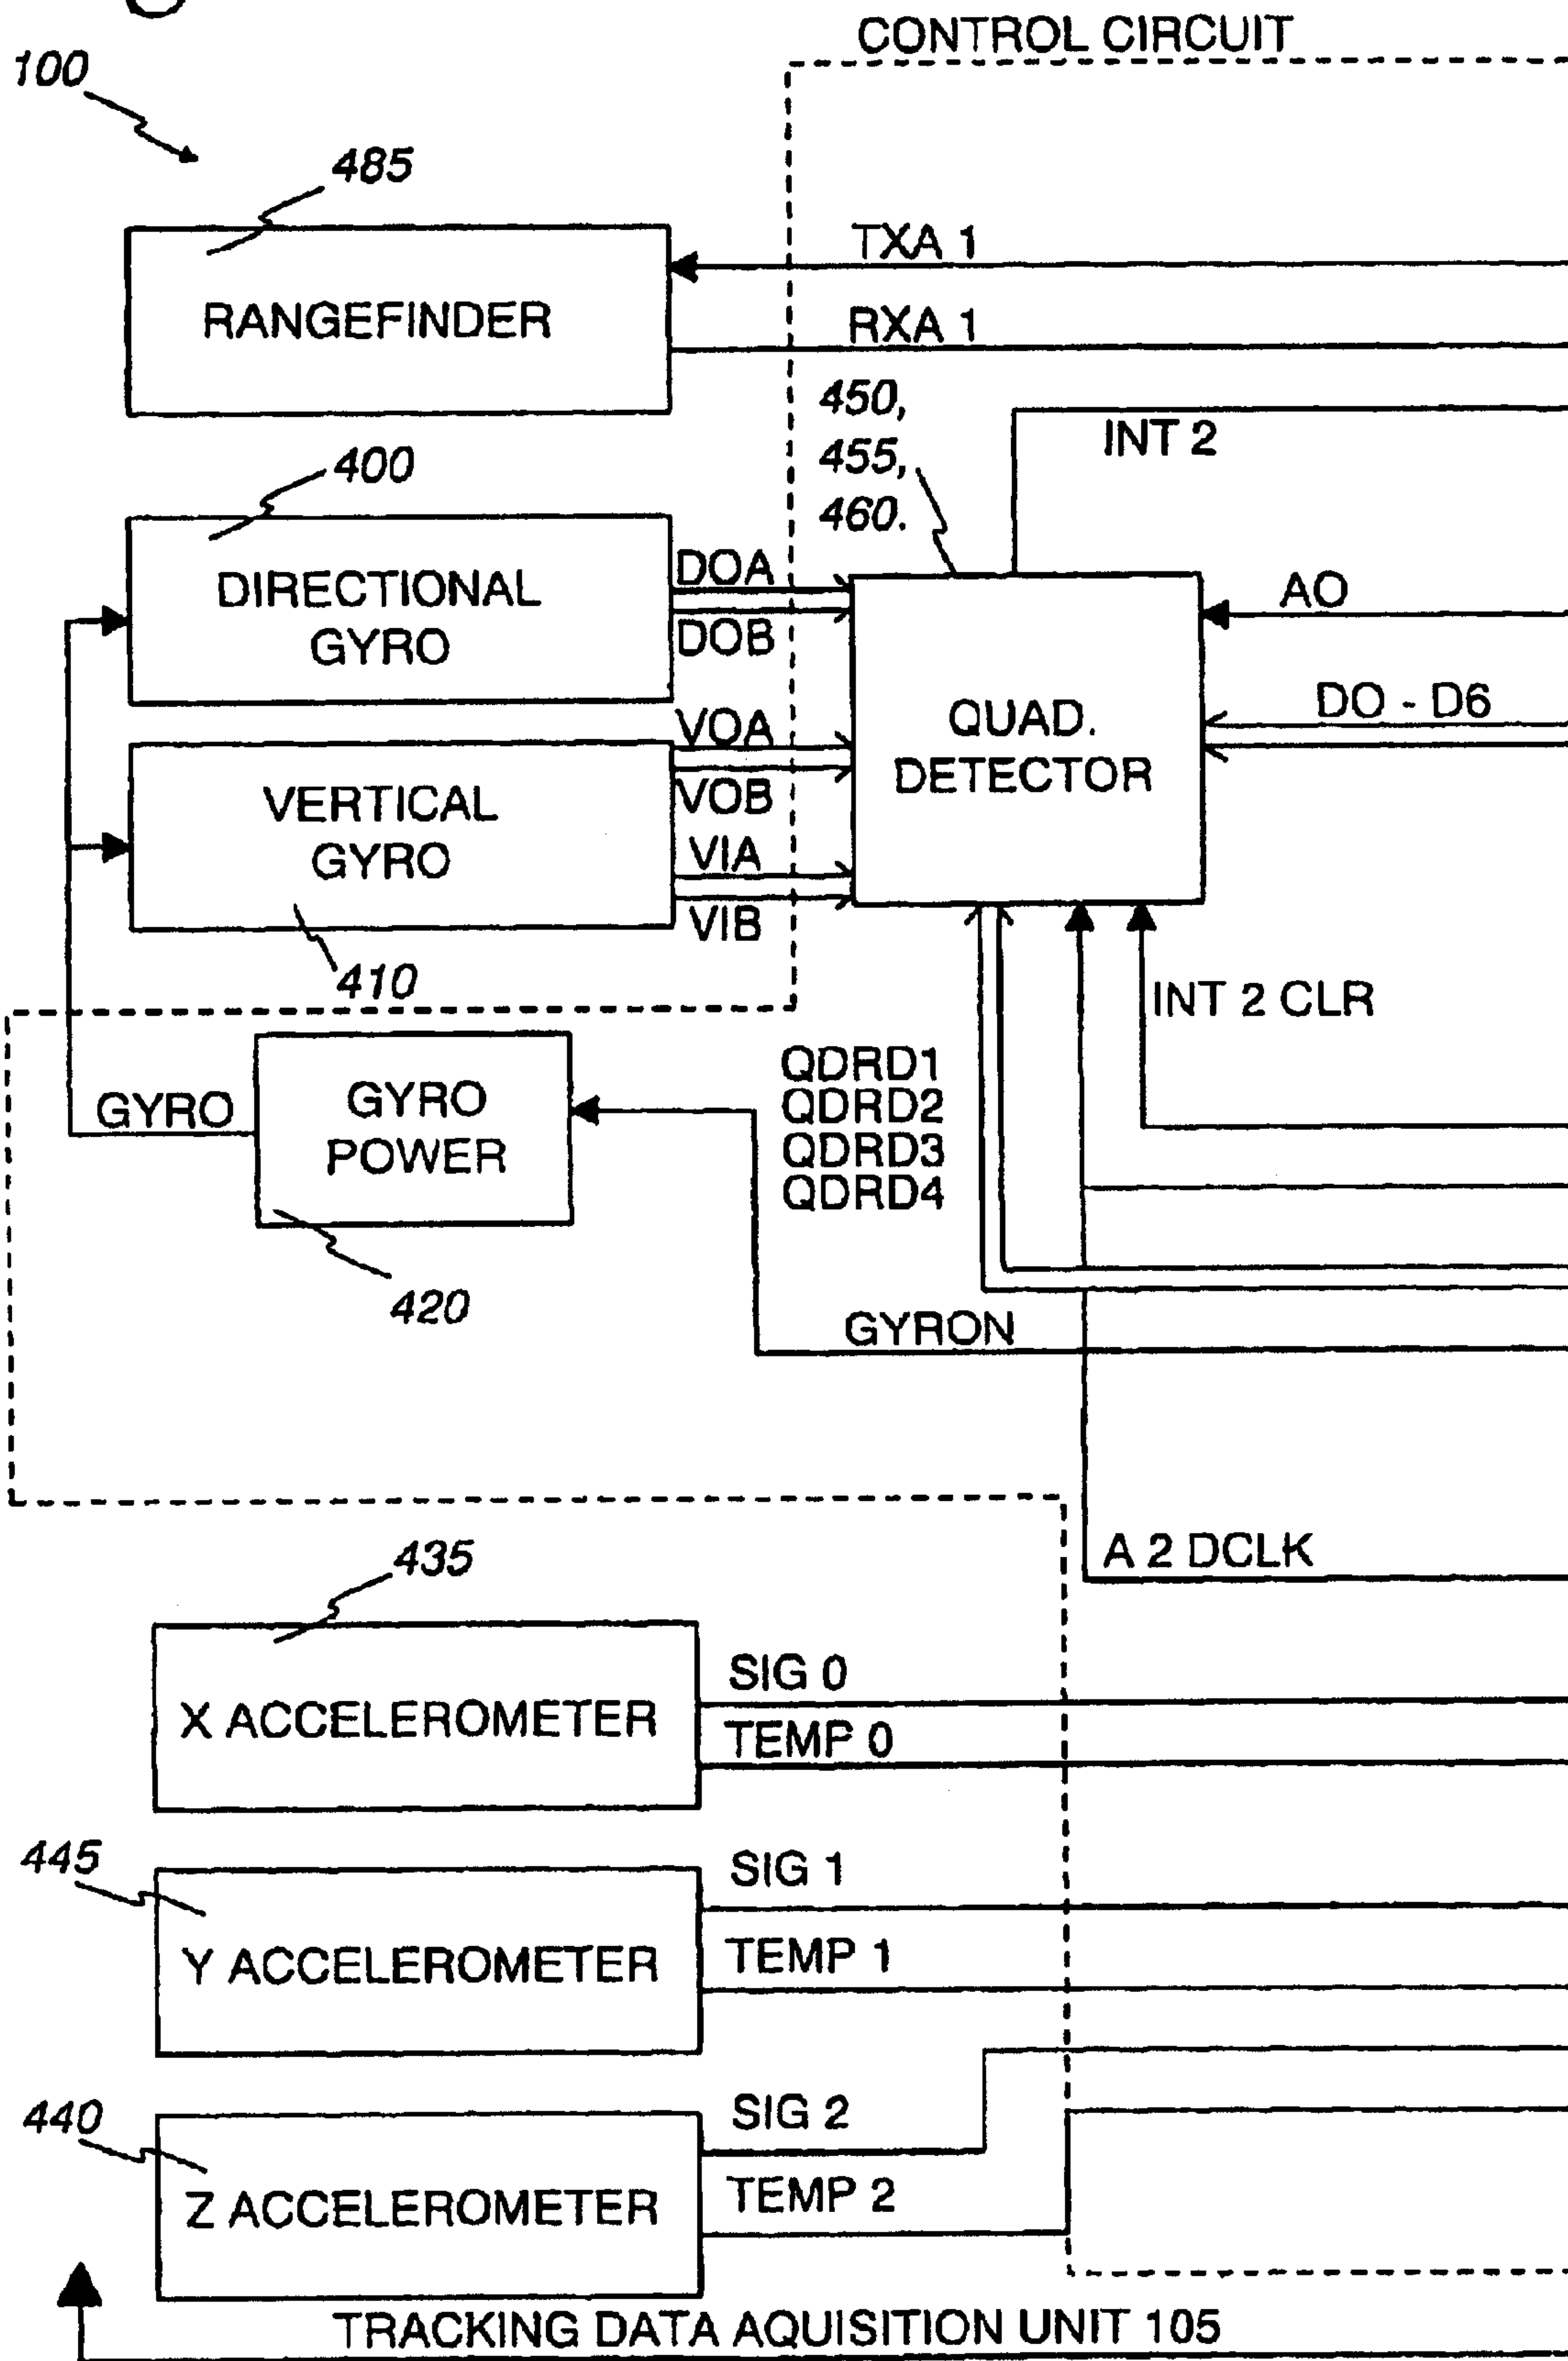 CONTROL CIRCUIT
100
485
RANGEFINDER
TXA 1
RXA 1
450,
455,
460.
INT 2
400
DIRECTIONAL
GYRO
DOA
DOB
AO
DO - D6
QUAD.
DETECTOR
VERTICAL
GYRO
VOA
VOB
VIA
VIB
410
INT 2 CLR
GYRO
GYRO
POWER
420
QDRD1
QDRD2
QDRD3
QDRD4
GYRON
A 2 DCLK
435
X ACCELEROMETER
SIG 0
TEMP 0
445
Y ACCELEROMETER
SIG 1
TEMP 1
440
Z ACCELEROMETER
SIG 2
TEMP 2
TRACKING DATA AQUISITION UNIT 105